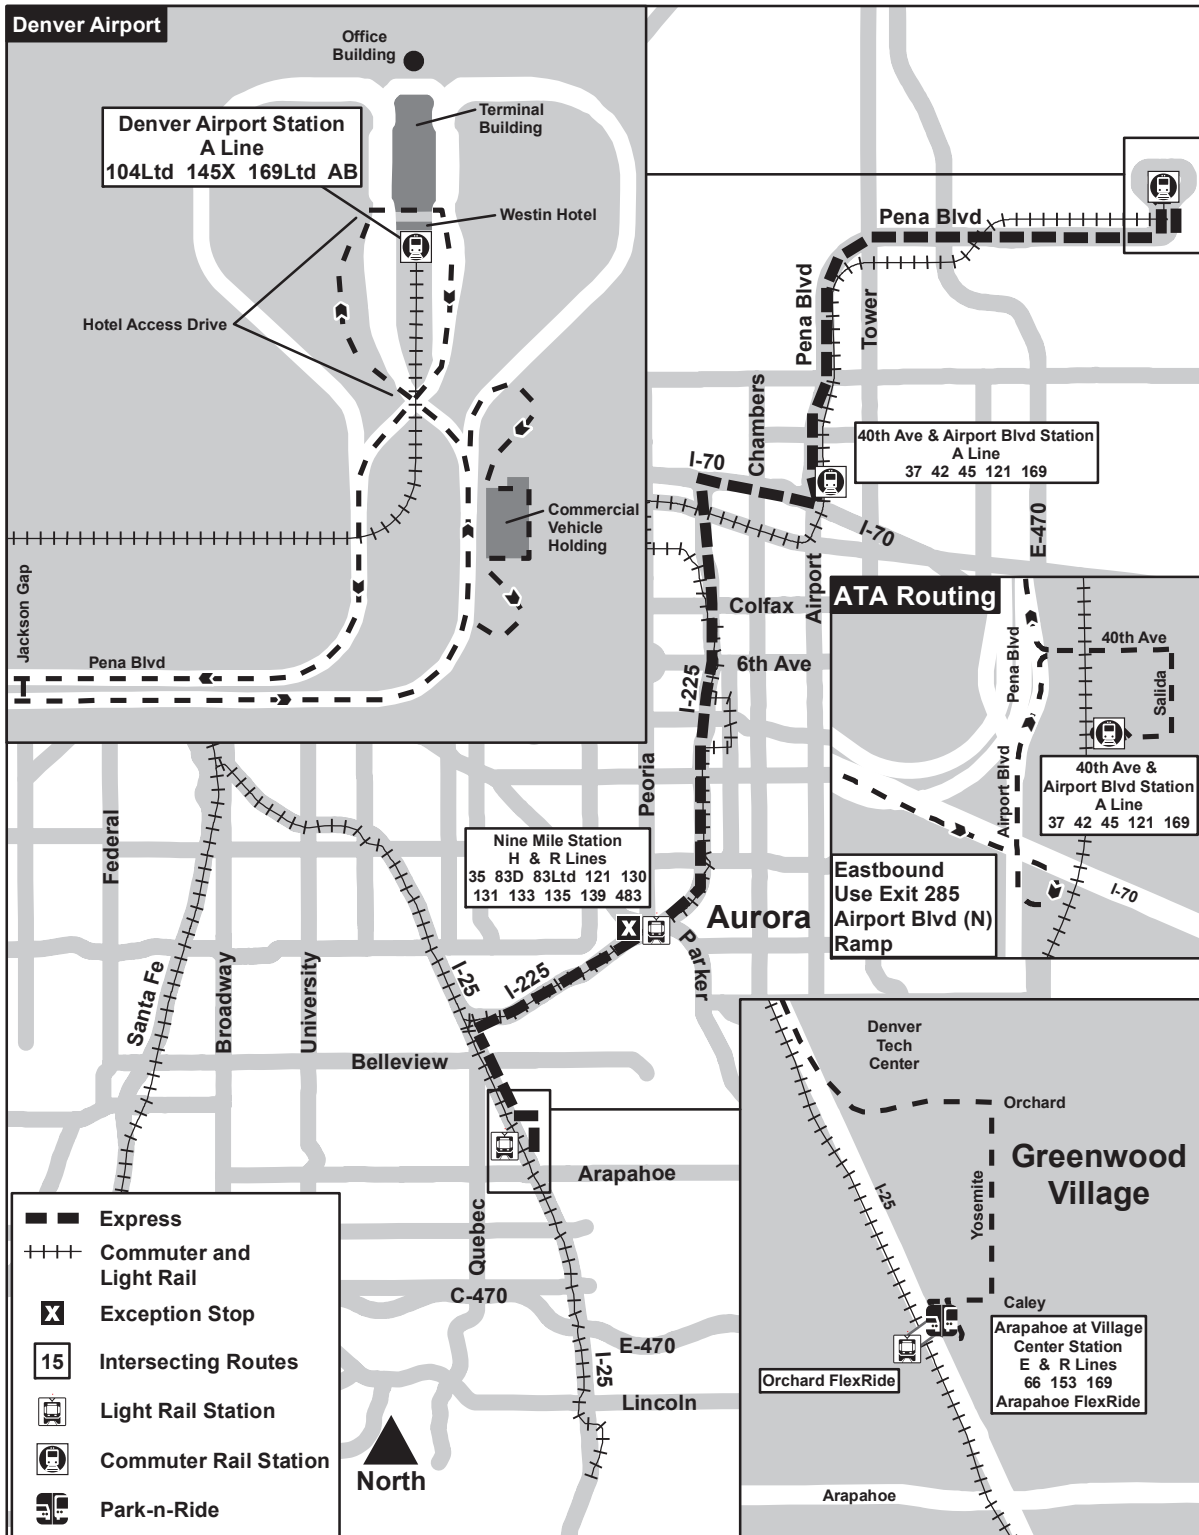 Denver Airport
Office
Building
Terminal
Building
Denver Airport Station
A Line
104Ltd 145X 169Ltd AB
Westin Hotel
Hotel Access Drive
Commercial
Vehicle
Holding
Jackson Gap
Pena Blvd
Pena Blvd
Pena Blvd
Tower
Chambers
40th Ave & Airport Blvd Station
A Line
37 42 45 121 169
I-70
I-70
E-470
Airport
Colfax
6th Ave
I-225
Peoria
ATA Routing
40th Ave
Pena Blvd
Salida
Airport Blvd
40th Ave &
Airport Blvd Station
A Line
37 42 45 121 169
I-70
Eastbound
Use Exit 285
Airport Blvd (N)
Ramp
Federal
Nine Mile Station
H & R Lines
35 83D 83Ltd 121 130
131 133 135 139 483
X
Aurora
Parker
I-25
I-225
Santa Fe
Broadway
University
Belleview
Arapahoe
Quebec
C-470
E-470
I-25
Lincoln
North
Express
Commuter and
Light Rail
X
Exception Stop
15
Intersecting Routes
Light Rail Station
Commuter Rail Station
Park-n-Ride
Denver
Tech
Center
Orchard
Greenwood
Village
I-25
Yosemite
Caley
Arapahoe at Village
Center Station
E & R Lines
66 153 169
Arapahoe FlexRide
Orchard FlexRide
Arapahoe